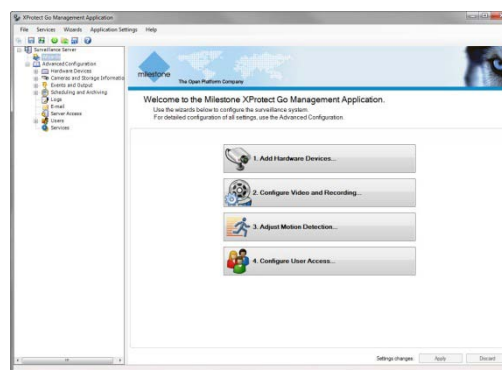 XProtect Go Management Application
File Services Wizards Application Settings Help
Surveillance Server
Advanced Configuration
Hardware Devices
Cameras and Storage Informatio
Events and Output
Scheduling and Archiving
Logs
E-mail
Server Access
Users
Services
milestone
The Open Platform Company
Welcome to the Milestone XProtect Go Management Application.
Use the wizards below to configure the surveillance system.
For detailed configuration of all settings, use the Advanced Configuration.
1. Add Hardware Devices...
2. Configure Video and Recording...
3. Adjust Motion Detection...
4. Configure User Access...
Settings changes: Apply Discard